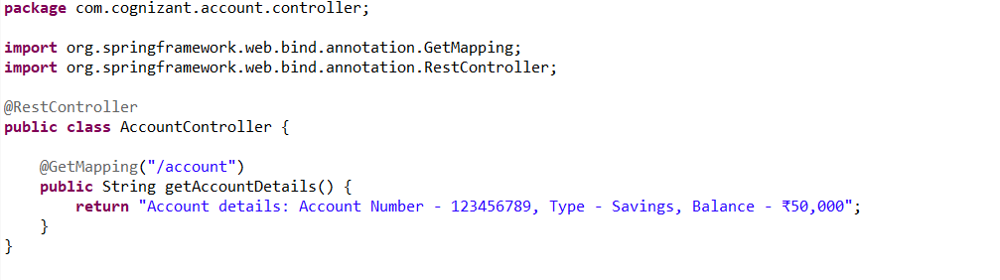 package com.cognizant.account.controller;
import org.springframework.web.bind.annotation.GetMapping;
import org.springframework.web.bind.annotation.RestController;
@RestController
public class AccountController {
@GetMapping("/account")
public String getAccountDetails() {
return "Account details: Account Number - 123456789, Type - Savings, Balance - ₹50,000";
}
}